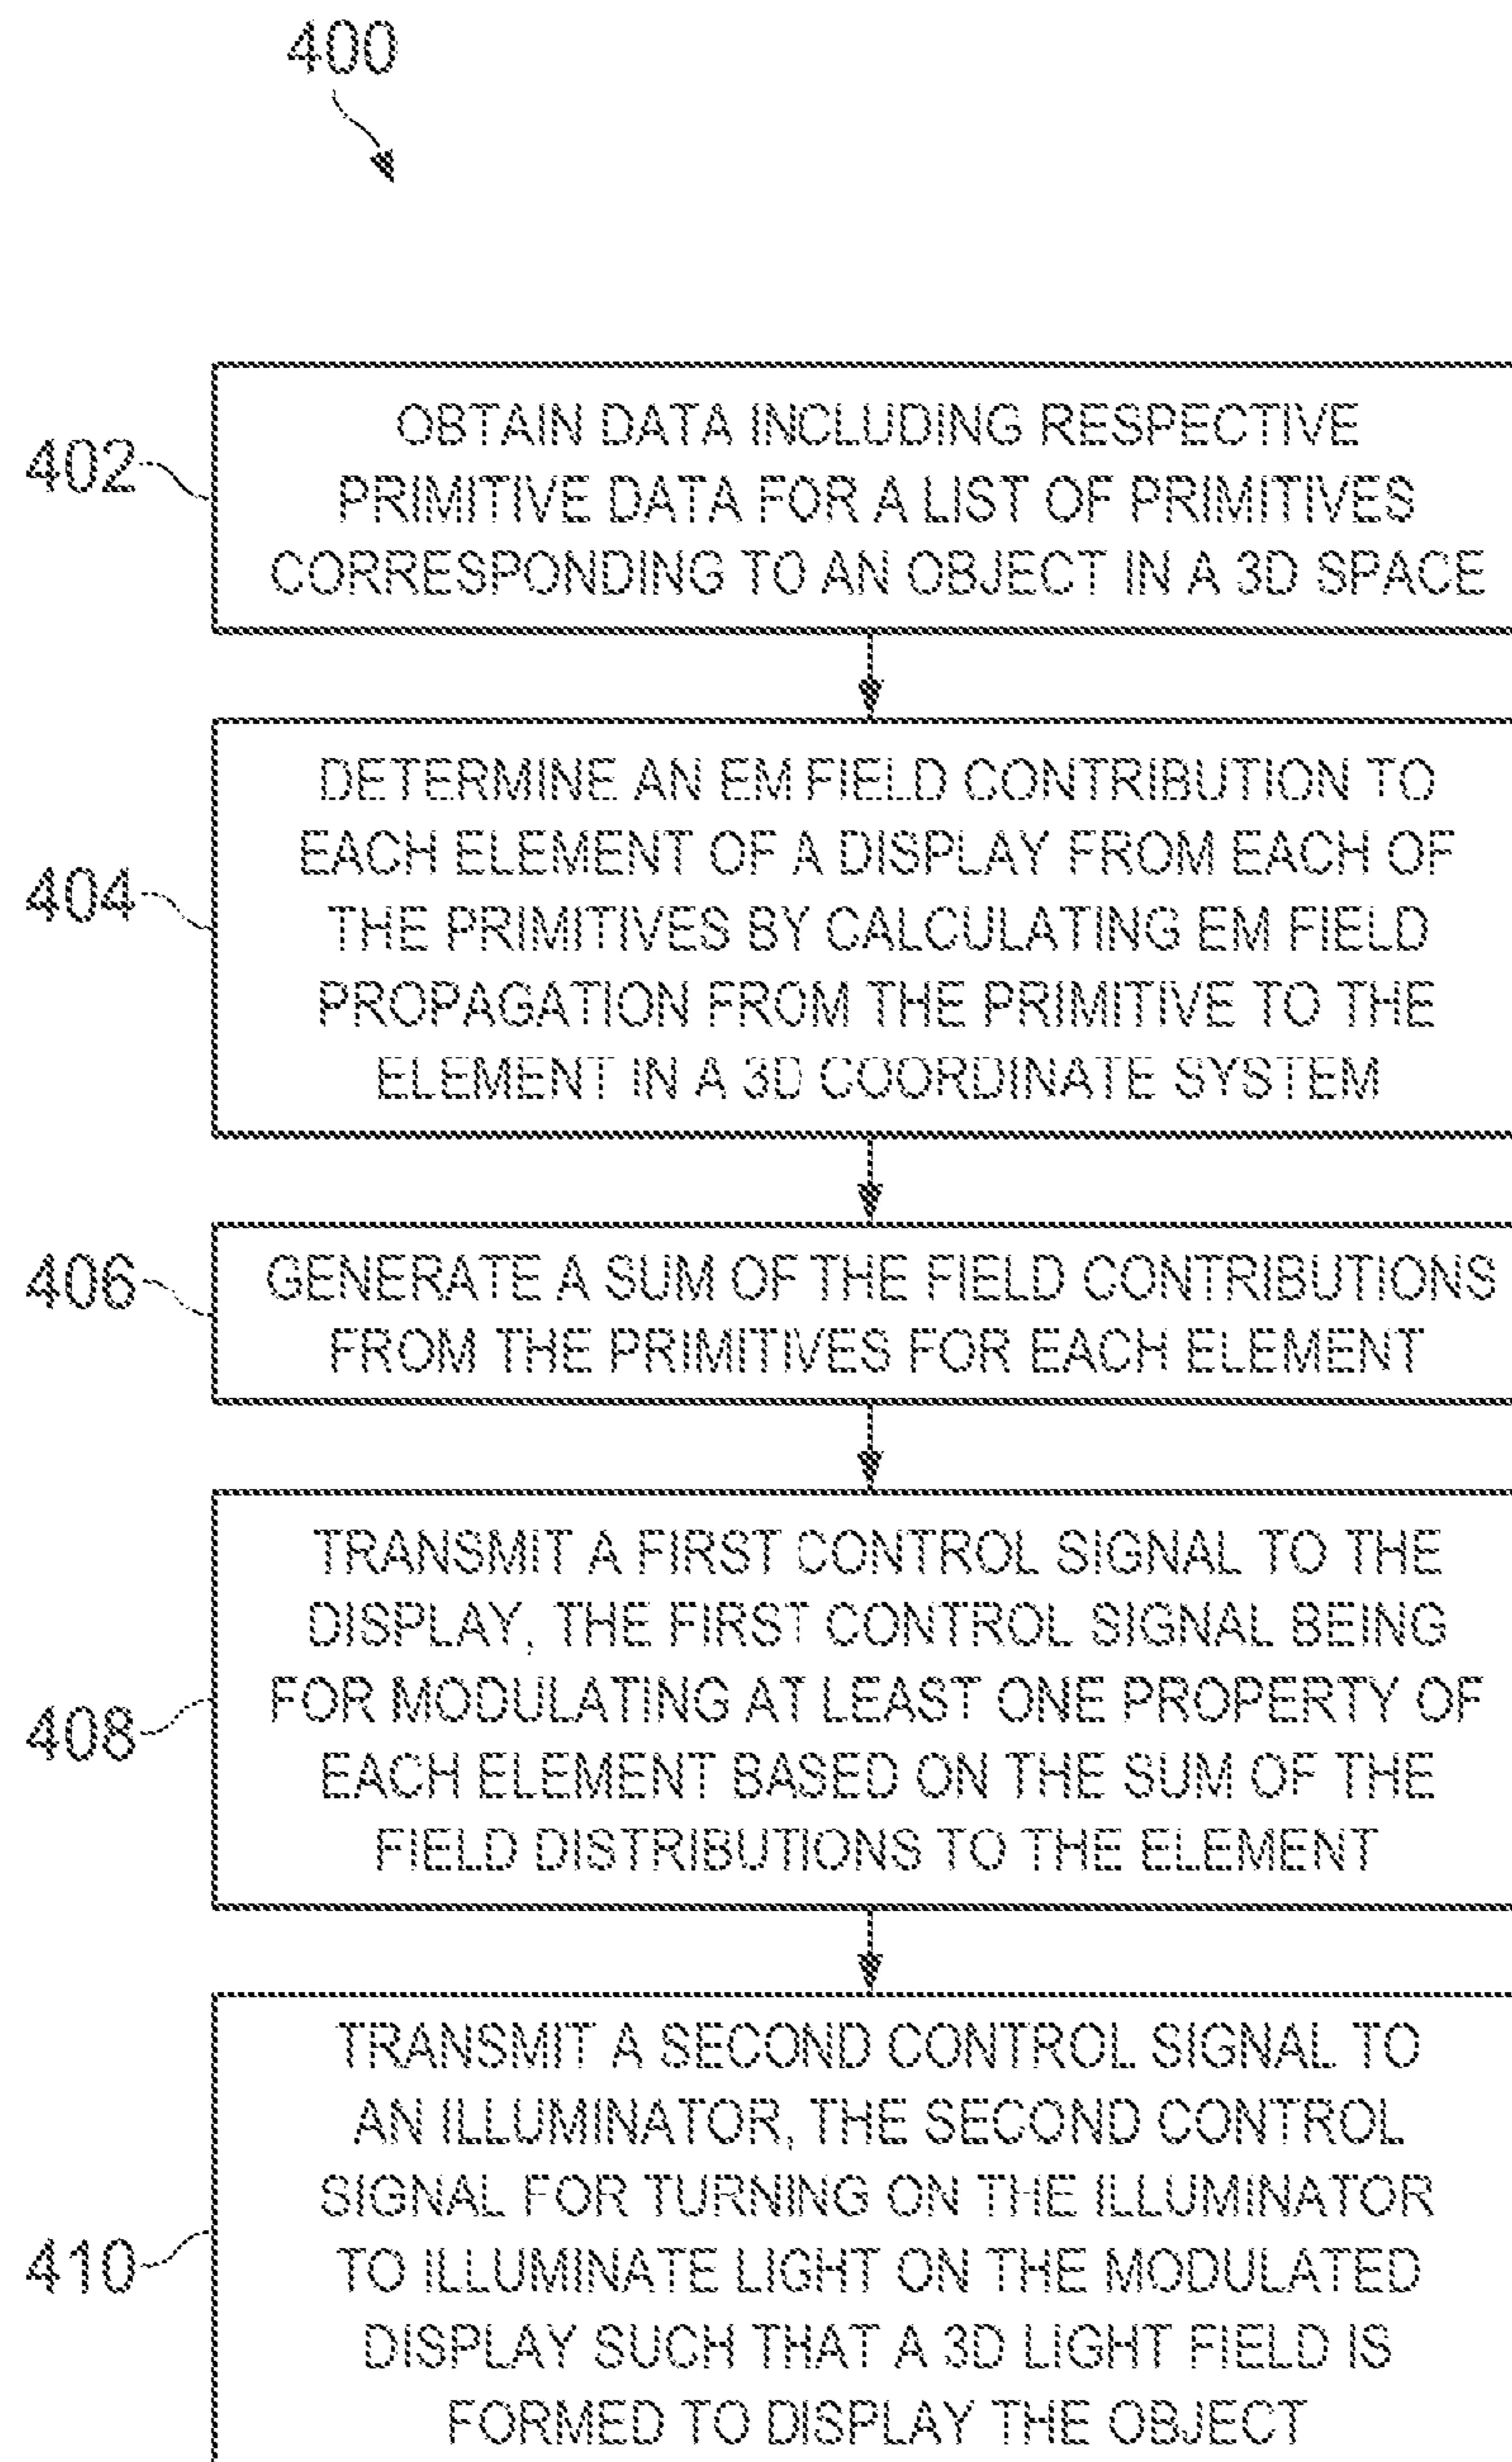 400
402
OBTAIN DATA INCLUDING RESPECTIVE
PRIMITIVE DATA FOR A LIST OF PRIMITIVES
CORRESPONDING TO AN OBJECT IN A 3D SPACE
404
DETERMINE AN EM FIELD CONTRIBUTION TO
EACH ELEMENT OF A DISPLAY FROM EACH OF
THE PRIMITIVES BY CALCULATING EM FIELD
PROPAGATION FROM THE PRIMITIVE TO THE
ELEMENT IN A 3D COORDINATE SYSTEM
406
GENERATE A SUM OF THE FIELD CONTRIBUTIONS
FROM THE PRIMITIVES FOR EACH ELEMENT
408
TRANSMIT A FIRST CONTROL SIGNAL TO THE
DISPLAY, THE FIRST CONTROL SIGNAL BEING
FOR MODULATING AT LEAST ONE PROPERTY OF
EACH ELEMENT BASED ON THE SUM OF THE
FIELD DISTRIBUTIONS TO THE ELEMENT
410
TRANSMIT A SECOND CONTROL SIGNAL TO
AN ILLUMINATOR, THE SECOND CONTROL
SIGNAL FOR TURNING ON THE ILLUMINATOR
TO ILLUMINATE LIGHT ON THE MODULATED
DISPLAY SUCH THAT A 3D LIGHT FIELD IS
FORMED TO DISPLAY THE OBJECT